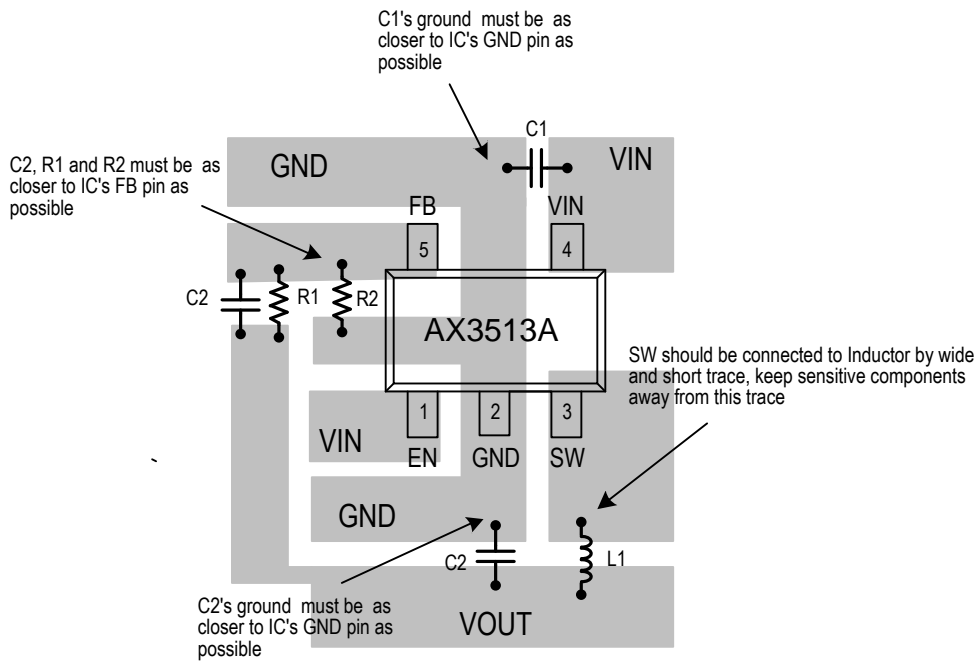 C1's ground must be as
closer to IC's GND pin as
possible
C1
GND
VIN
C2, R1 and R2 must be as
closer to IC's FB pin as
possible
FB
VIN
5
4
C2
R1
R2
AX3513A
SW should be connected to Inductor by wide
and short trace, keep sensitive components
away from this trace
1
2
3
VIN
EN
GND
SW
GND
C2
L1
C2's ground must be as
closer to IC's GND pin as
possible
VOUT